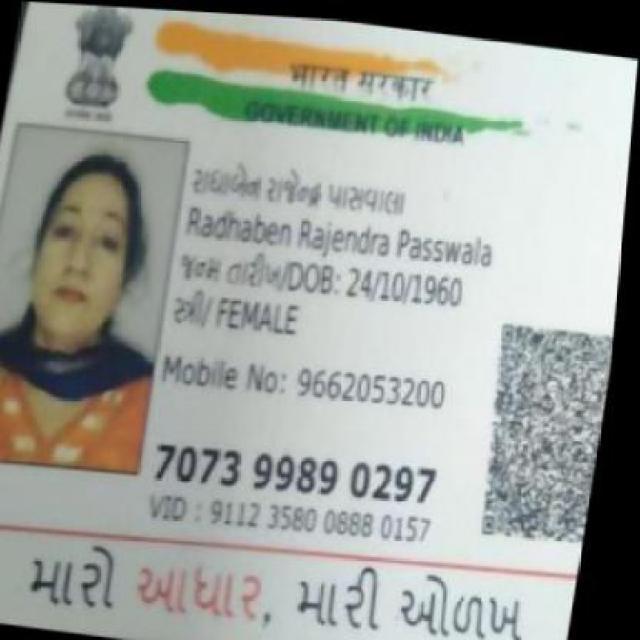 भारत सरकार
GOVERNMENT OF INDIA
રાધાબેન રાજેન્દ્ર પાસવાલા
Radhaben Rajendra Passwala
જન્મ તારીખ/DOB: 24/10/1960
સ્ત્રી/ FEMALE
Mobile No: 9662053200
7073 9989 0297
VID : 9112 3580 0888 0157
મારો આધાર, મારી ઓળખ